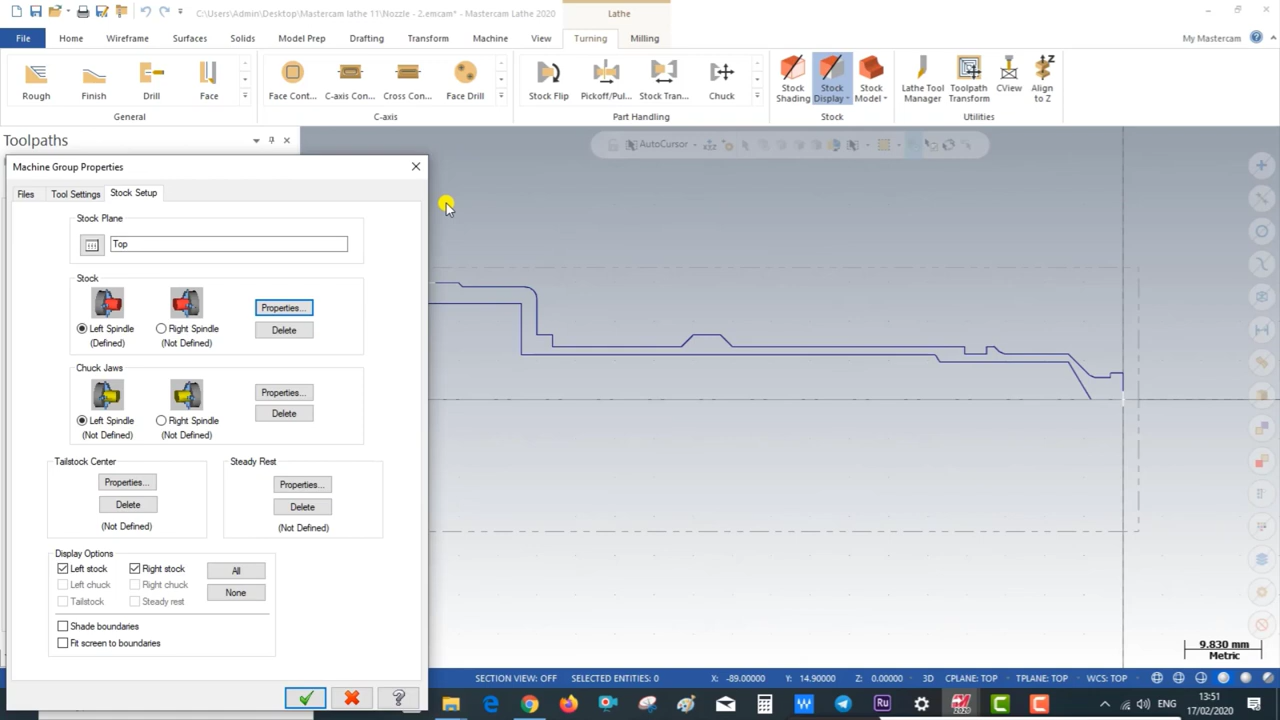 C:\Users\Admin\Desktop\Mastercam lathe 11\Nozzle - 2.emcam* - Mastercam Lathe 2020
Lathe
File Home Wireframe Surfaces Solids Model Prep Drafting Transform Machine View Turning Milling My Mastercam
Rough Finish Drill Face Face Cont... C-axis Con... Cross Con... Face Drill Stock Flip Pickoff/Pul... Stock Tran... Chuck Stock Shading Stock Display Stock Model Lathe Tool Manager Toolpath Transform CView Align to Z
General C-axis Part Handling Stock Utilities
Toolpaths
AutoCursor
Machine Group Properties
Files Tool Settings Stock Setup
Stock Plane
Top
Stock
Properties...
Left Spindle Right Spindle Delete
(Defined) (Not Defined)
Chuck Jaws
Properties...
Left Spindle Right Spindle Delete
(Not Defined) (Not Defined)
Tailstock Center Steady Rest
Properties... Properties...
Delete Delete
(Not Defined) (Not Defined)
Display Options
Left stock Right stock All
Left chuck Right chuck
Tailstock Steady rest None
Shade boundaries
Fit screen to boundaries
9.830 mm
Metric
SECTION VIEW: OFF SELECTED ENTITIES: 0 X: -89.00000 Y: 14.90000 Z: 0.00000 3D CPLANE: TOP TPLANE: TOP WCS: TOP
2020
Ru
ENG
13:51
17/02/2020